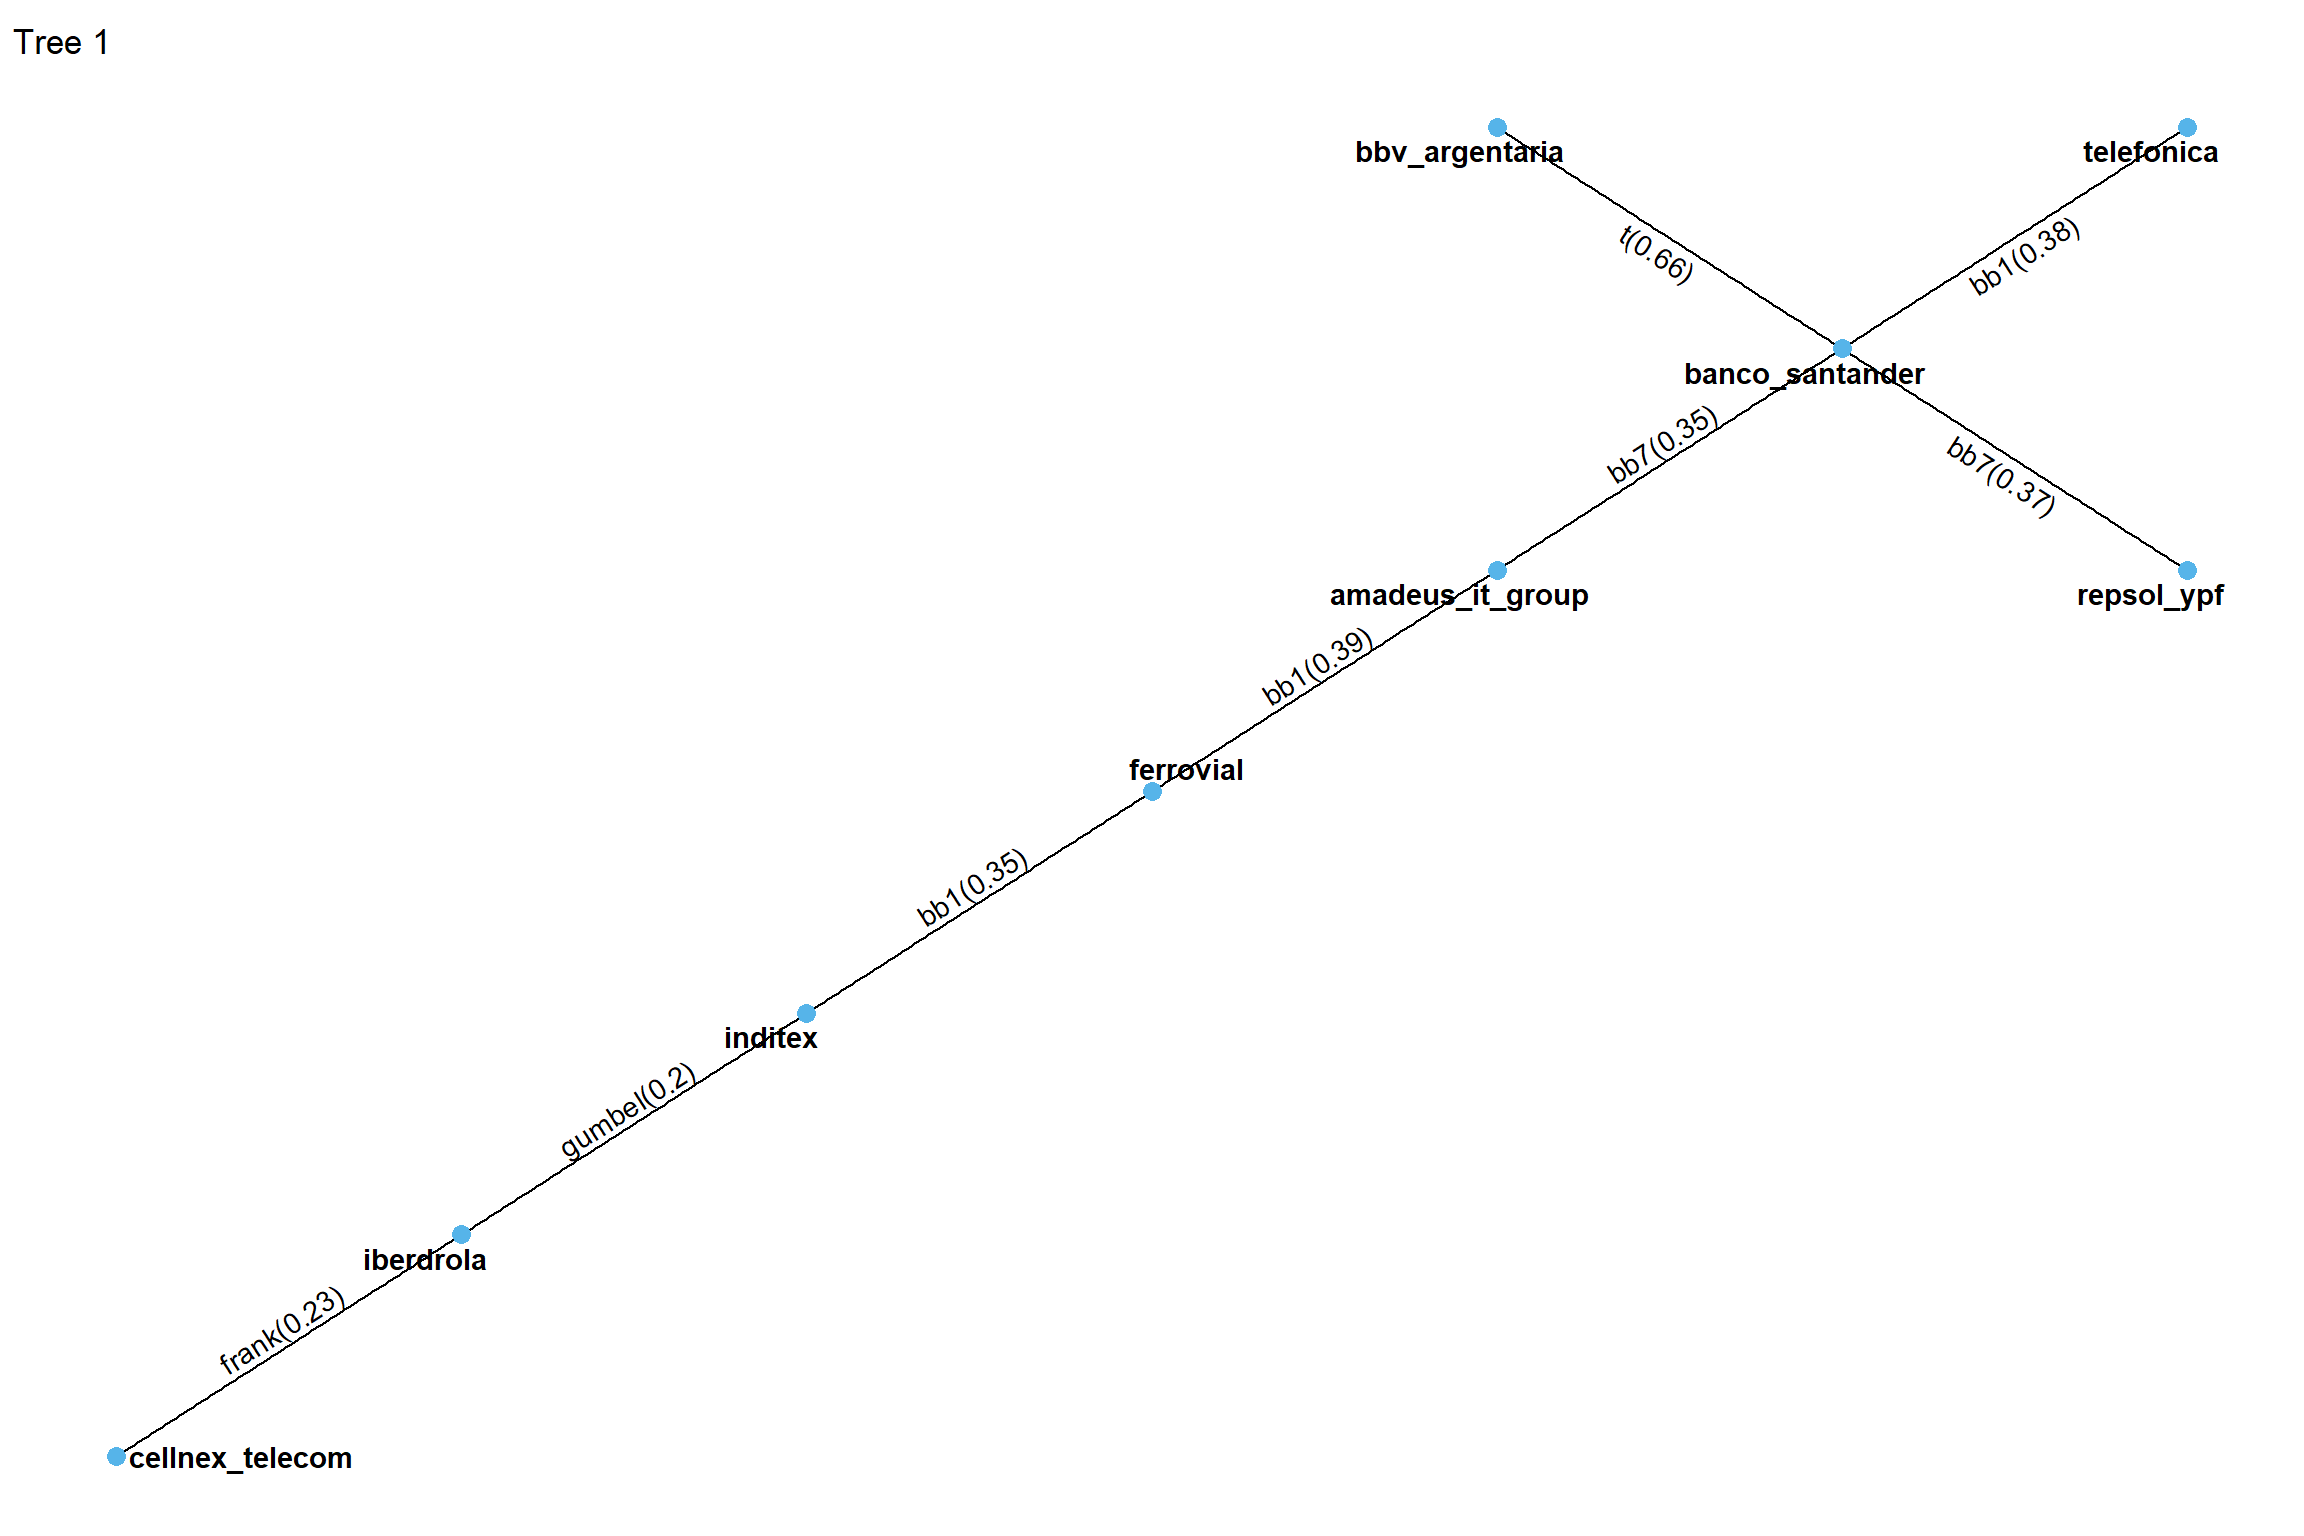 Tree 1
bbv_argentaria
telefonica
t(0.66)
bb1(0.38)
banco_santander
bb7(0.35)
bb7(0.37)
amadeus_it_group
repsol_ypf
bb1(0.39)
ferrovial
bb1(0.35)
inditex
gumbel(0.2)
iberdrola
frank(0.23)
cellnex_telecom